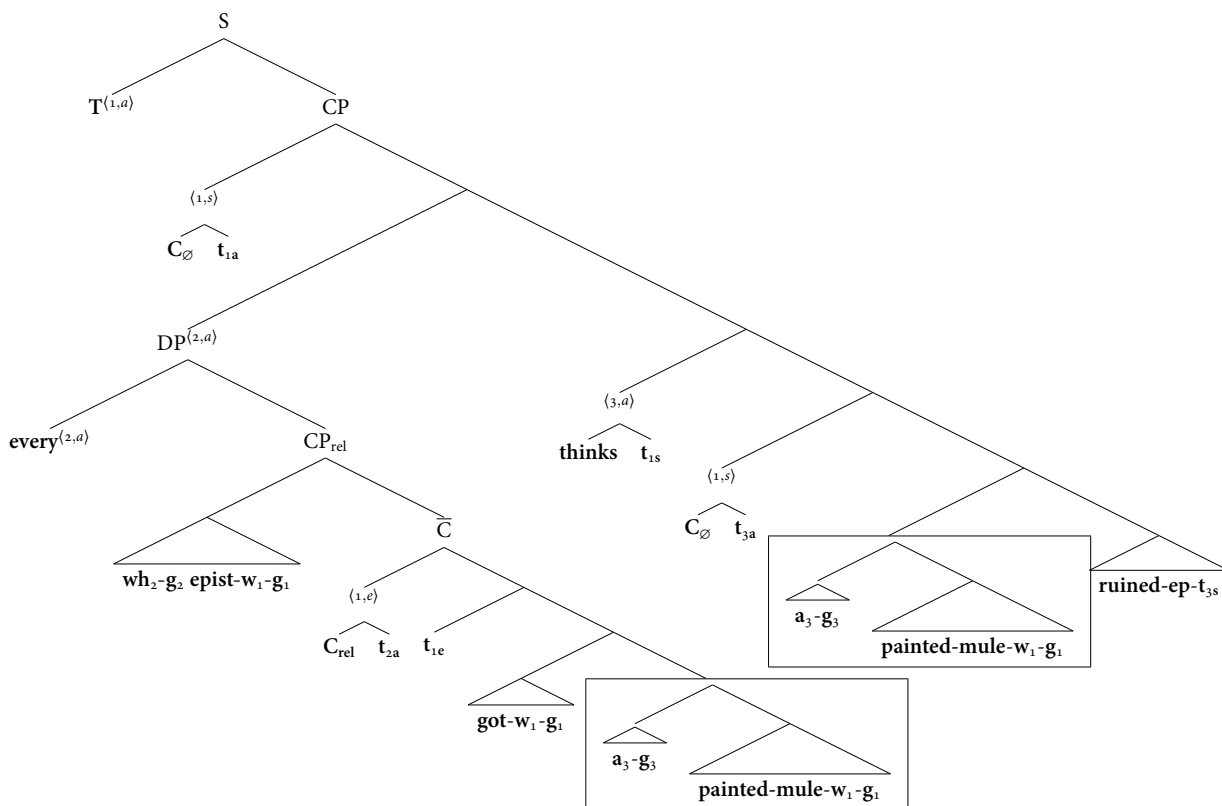 S
T⟨1,a⟩ CP
⟨1,s⟩
C∅ t1a
DP⟨2,a⟩
⟨3,a⟩
every⟨2,a⟩ CPrel
thinks t1s
⟨1,s⟩
C̅
C∅ t3a
wh2-g2 epist-w1-g1
ruined-ep-t3s
⟨1,e⟩
a3-g3
Crel t2a t1e
painted-mule-w1-g1
got-w1-g1
a3-g3
painted-mule-w1-g1